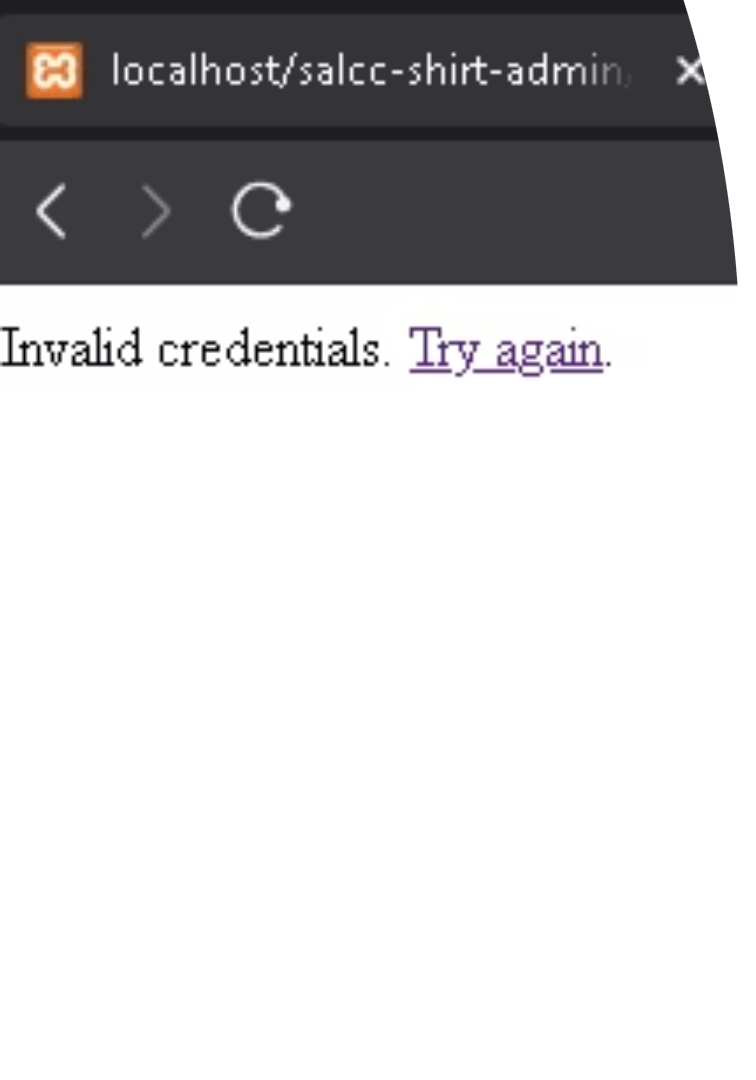 localhost/salcc-shirt-admin/
Invalid credentials. Try again.